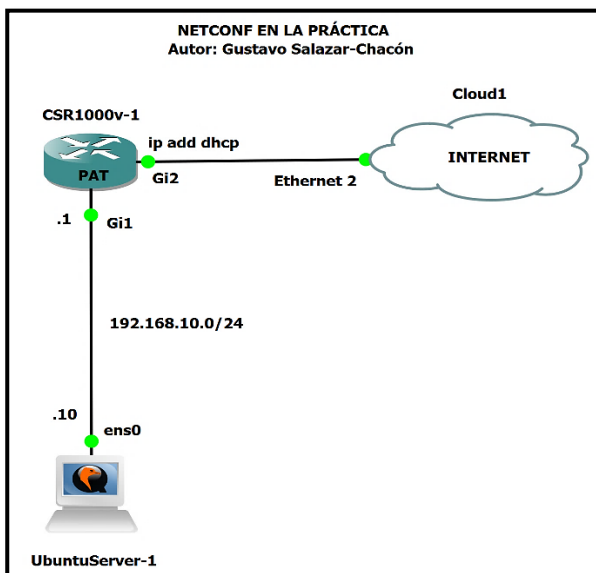 NETCONF EN LA PRÁCTICA
Autor: Gustavo Salazar-Chacón
Cloud1
CSR1000v-1
ip add dhcp
INTERNET
PAT
Gi2
Ethernet 2
.1
Gi1
192.168.10.0/24
.10
ens0
UbuntuServer-1